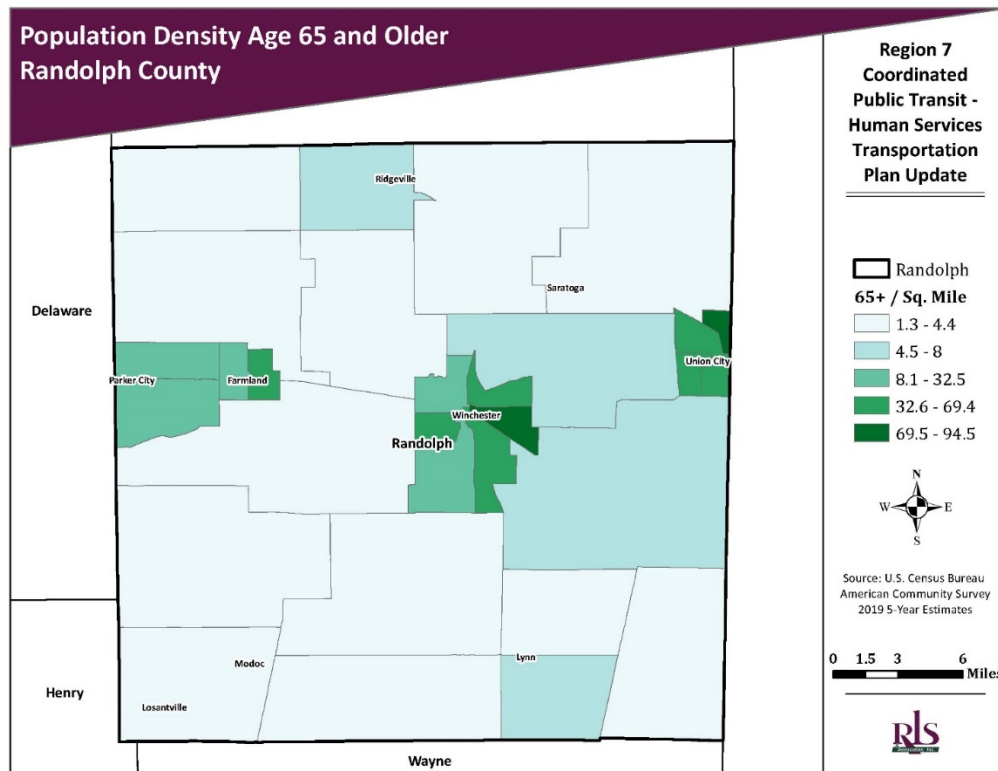 Population Density Age 65 and Older
Randolph County
Region 7
Coordinated
Public Transit -
Human Services
Transportation
Plan Update
Randolph
65+ / Sq. Mile
1.3 - 4.4
4.5 - 8
8.1 - 32.5
32.6 - 69.4
69.5 - 94.5
N
W E
S
Source: U.S. Census Bureau
American Community Survey
2019 5-Year Estimates
0 1.5 3 6
Miles
RLS
Ridgeville
Delaware
Saratoga
Union City
Parker City
Farmland
Winchester
Randolph
Modoc
Lynn
Henry
Losantville
Wayne